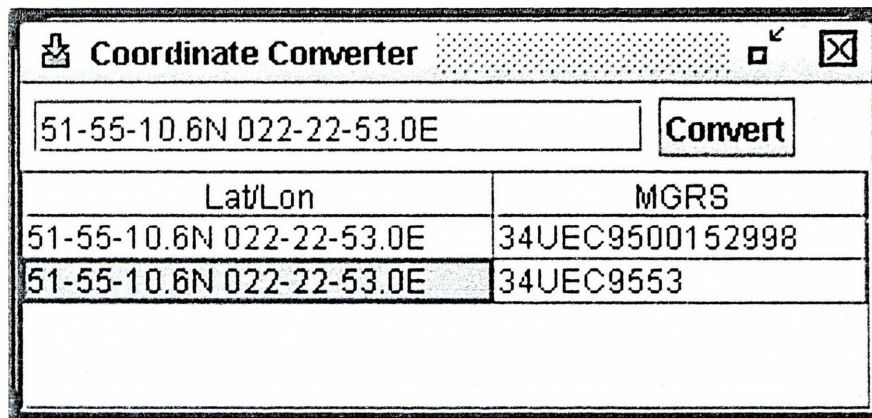 Coordinate Converter
51-55-10.6N 022-22-53.0E Convert
Lat/Lon MGRS
51-55-10.6N 022-22-53.0E 34UEC9500152998
51-55-10.6N 022-22-53.0E 34UEC9553